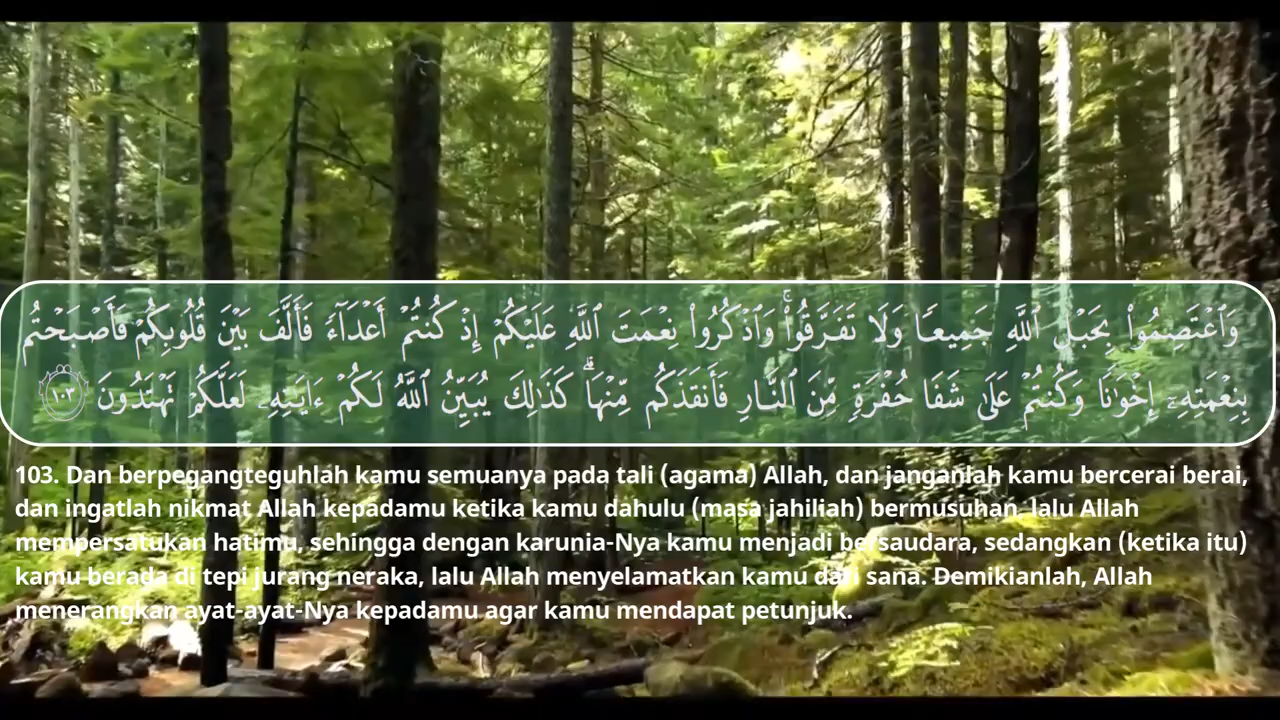 وَٱعْتَصِمُوا۟ بِحَبْلِ ٱللَّهِ جَمِيعًا وَلَا تَفَرَّقُوا۟ۚ وَٱذْكُرُوا۟ نِعْمَتَ ٱللَّهِ عَلَيْكُمْ إِذْ كُنتُمْ أَعْدَآءً فَأَلَّفَ بَيْنَ قُلُوبِكُمْ فَأَصْبَحْتُم
بِنِعْمَتِهِۦٓ إِخْوَٰنًا وَكُنتُمْ عَلَىٰ شَفَا حُفْرَةٍ مِّنَ ٱلنَّارِ فَأَنقَذَكُم مِّنْهَاۗ كَذَٰلِكَ يُبَيِّنُ ٱللَّهُ لَكُمْ ءَايَٰتِهِۦ لَعَلَّكُمْ تَهْتَدُونَ ١٠٣
103. Dan berpegangteguhlah kamu semuanya pada tali (agama) Allah, dan janganlah kamu bercerai berai,
dan ingatlah nikmat Allah kepadamu ketika kamu dahulu (masa jahiliah) bermusuhan, lalu Allah
mempersatukan hatimu, sehingga dengan karunia-Nya kamu menjadi bersaudara, sedangkan (ketika itu)
kamu berada di tepi jurang neraka, lalu Allah menyelamatkan kamu dari sana. Demikianlah, Allah
menerangkan ayat-ayat-Nya kepadamu agar kamu mendapat petunjuk.